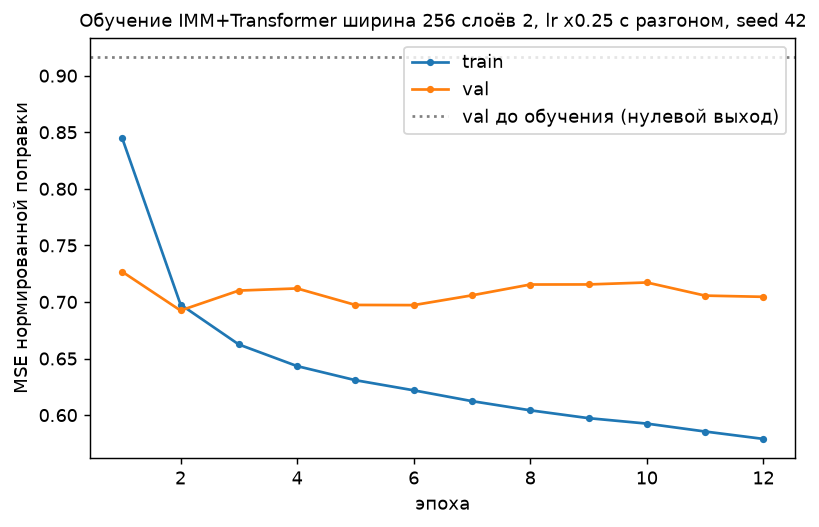 Обучение IMM+Transformer ширина 256 слоёв 2, lr x0.25 с разгоном, seed 42
train
val
val до обучения (нулевой выход)
MSE нормированной поправки
0.90
0.85
0.80
0.75
0.70
0.65
0.60
2 4 6 8 10 12
эпоха